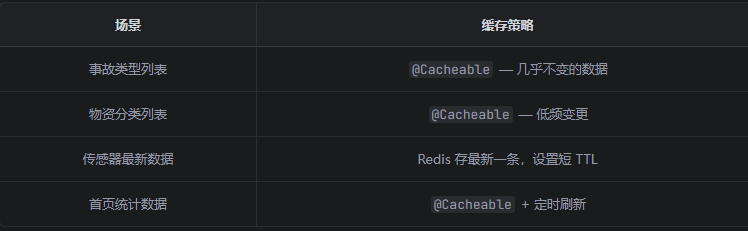 场景 缓存策略
事故类型列表 @Cacheable — 几乎不变的数据
物资分类列表 @Cacheable — 低频变更
传感器最新数据 Redis 存最新一条，设置短 TTL
首页统计数据 @Cacheable + 定时刷新